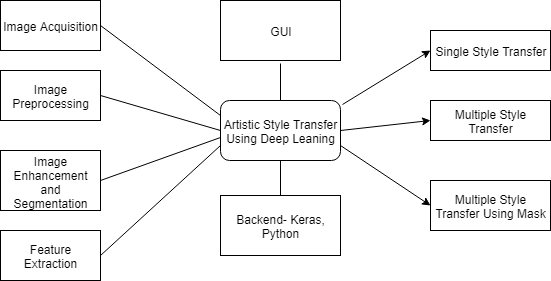 Image Acquisition
Image
Preprocessing
Image
Enhancement
and
Segmentation
Feature
Extraction
GUI
Artistic Style Transfer
Using Deep Leaning
Backend- Keras,
Python
Single Style Transfer
Multiple Style
Transfer
Multiple Style
Transfer Using Mask